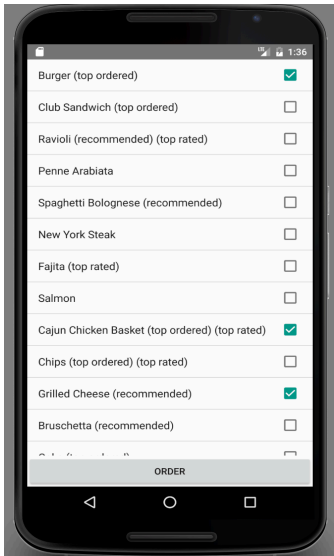 1:36
Burger (top ordered)
Club Sandwich (top ordered)
Ravioli (recommended) (top rated)
Penne Arabiata
Spaghetti Bolognese (recommended)
New York Steak
Fajita (top rated)
Salmon
Cajun Chicken Basket (top ordered) (top rated)
Chips (top ordered) (top rated)
Grilled Cheese (recommended)
Bruschetta (recommended)
ORDER